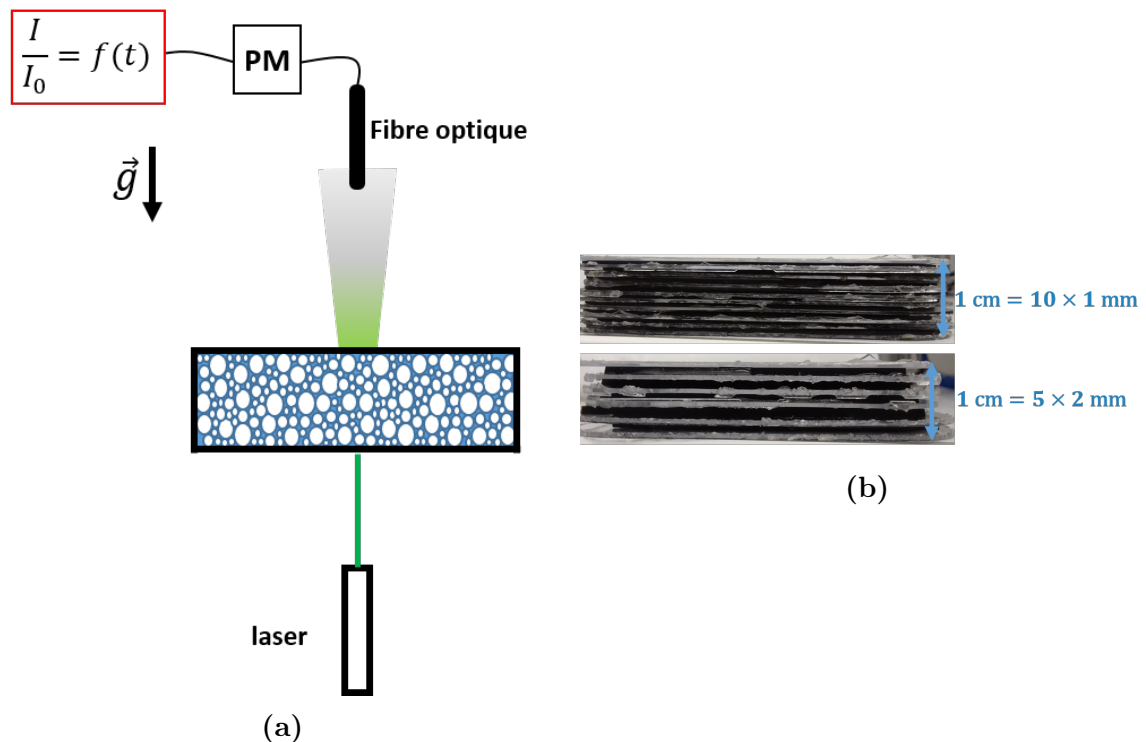 I/I₀ = f(t)
PM
Fibre optique
g⃗
1 cm = 10 × 1 mm
1 cm = 5 × 2 mm
(b)
laser
(a)